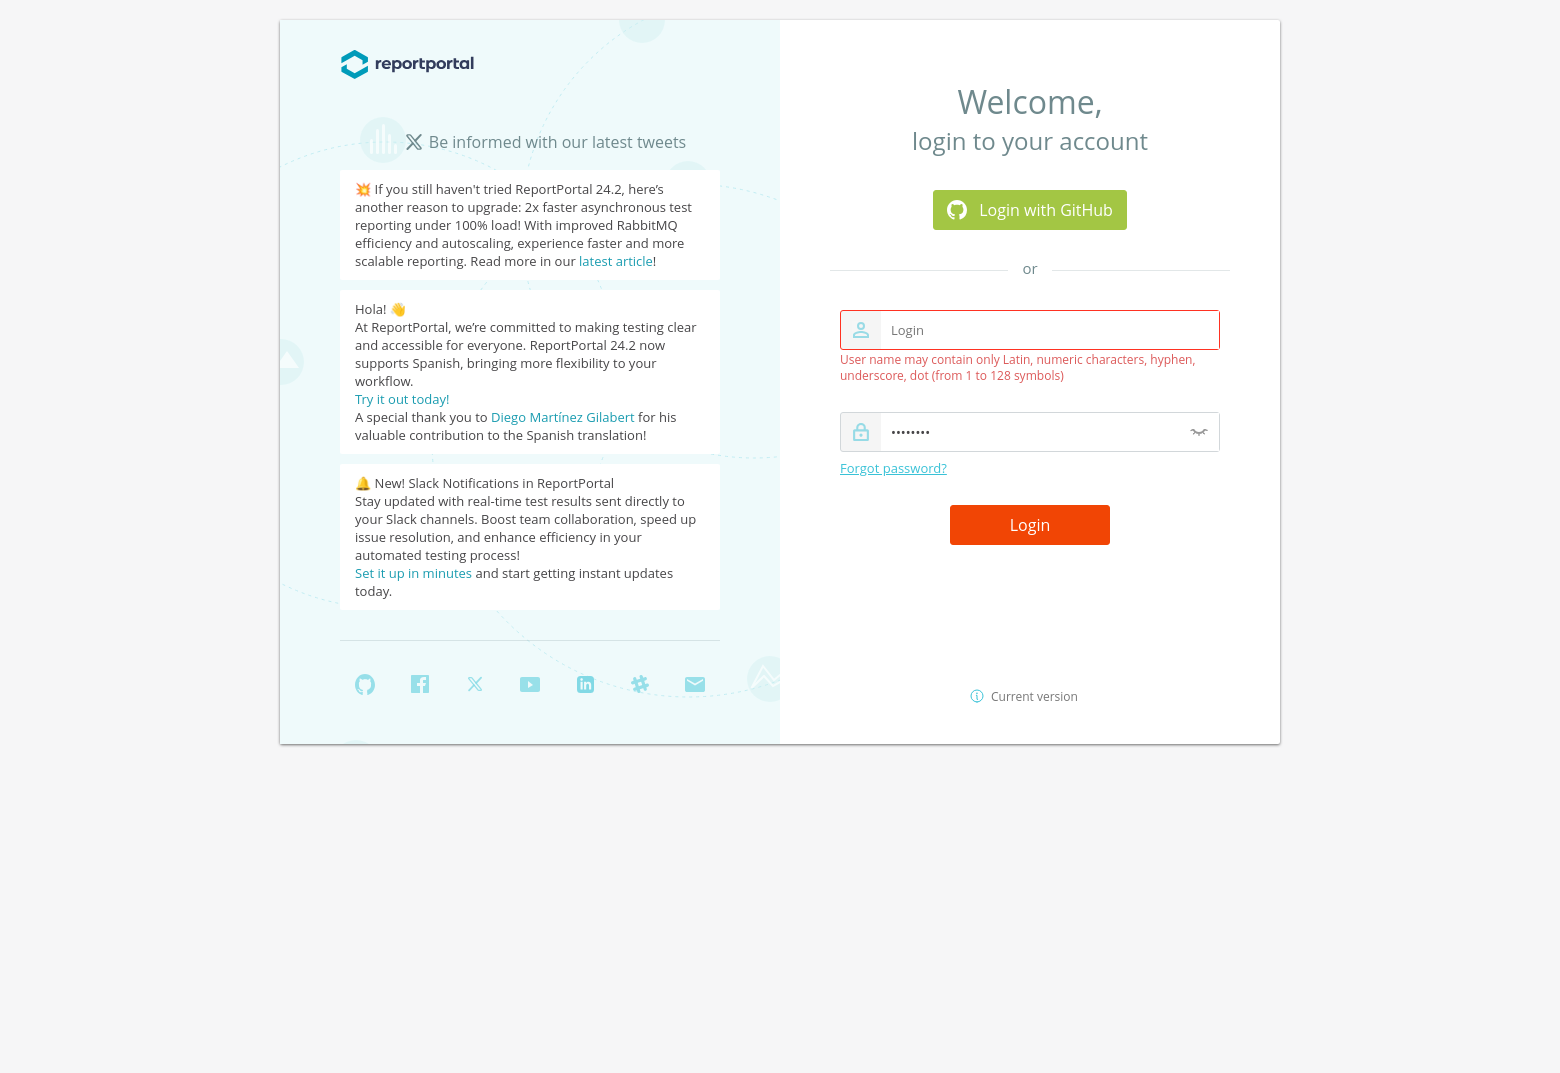 reportportal
Be informed with our latest tweets
💥 If you still haven't tried ReportPortal 24.2, here’s
another reason to upgrade: 2x faster asynchronous test
reporting under 100% load! With improved RabbitMQ
efficiency and autoscaling, experience faster and more
scalable reporting. Read more in our latest article!
Hola! 👋
At ReportPortal, we’re committed to making testing clear
and accessible for everyone. ReportPortal 24.2 now
supports Spanish, bringing more flexibility to your
workflow.
Try it out today!
A special thank you to Diego Martínez Gilabert for his
valuable contribution to the Spanish translation!
🔔 New! Slack Notifications in ReportPortal
Stay updated with real-time test results sent directly to
your Slack channels. Boost team collaboration, speed up
issue resolution, and enhance efficiency in your
automated testing process!
Set it up in minutes and start getting instant updates
today.
Welcome,
login to your account
Login with GitHub
or
Login
User name may contain only Latin, numeric characters, hyphen,
underscore, dot (from 1 to 128 symbols)
••••••••
Forgot password?
Login
Current version